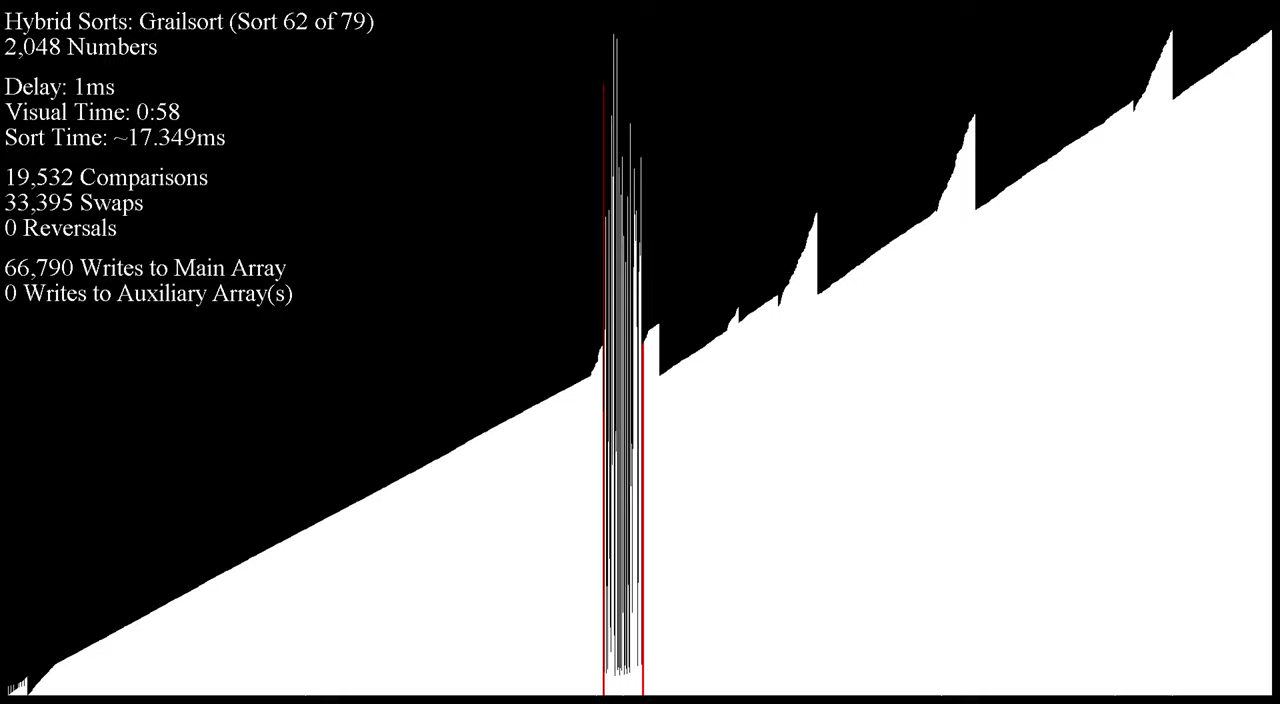 Hybrid Sorts: Grailsort (Sort 62 of 79)
2,048 Numbers
Delay: 1ms
Visual Time: 0:58
Sort Time: ~17.349ms
19,532 Comparisons
33,395 Swaps
0 Reversals
66,790 Writes to Main Array
0 Writes to Auxiliary Array(s)